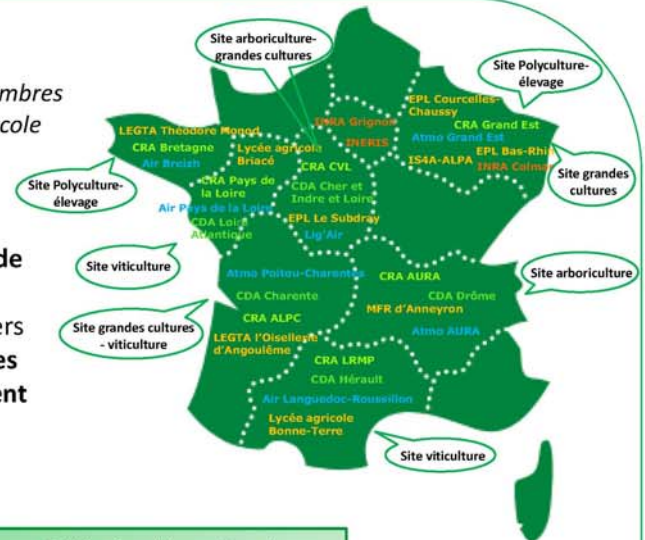 mbres
cole
de
ers
es
ent
Site arboriculture-
grandes cultures
Site Polyculture-
élevage
EPL Courcelles-
Chaussy
CRA Grand Est
Atmo Grand Est
EPL Bas-Rhin
IS4A-ALPA
INRA Colmar
Site grandes
cultures
INRA Grignon
INERIS
LEGTA Théodore Monod
CRA Bretagne
Air Breizh
Lycée agricole
Briacé
CRA CVL
CRA Pays de
la Loire
CDA Cher et
Indre et Loire
Site Polyculture-
élevage
Air Pays de la Loire
CDA Loire
Atlantique
EPL Le Subdray
Lig'Air
Site viticulture
Atmo Poitou-Charentes
CRA AURA
Site arboriculture
CDA Charente
CDA Drôme
MFR d'Anneyron
CRA ALPC
Atmo AURA
Site grandes cultures
- viticulture
LEGTA l'Oisellerie
d'Angoulême
CRA LRMP
CDA Hérault
Air Languedoc-Roussillon
Lycée agricole
Bonne-Terre
Site viticulture